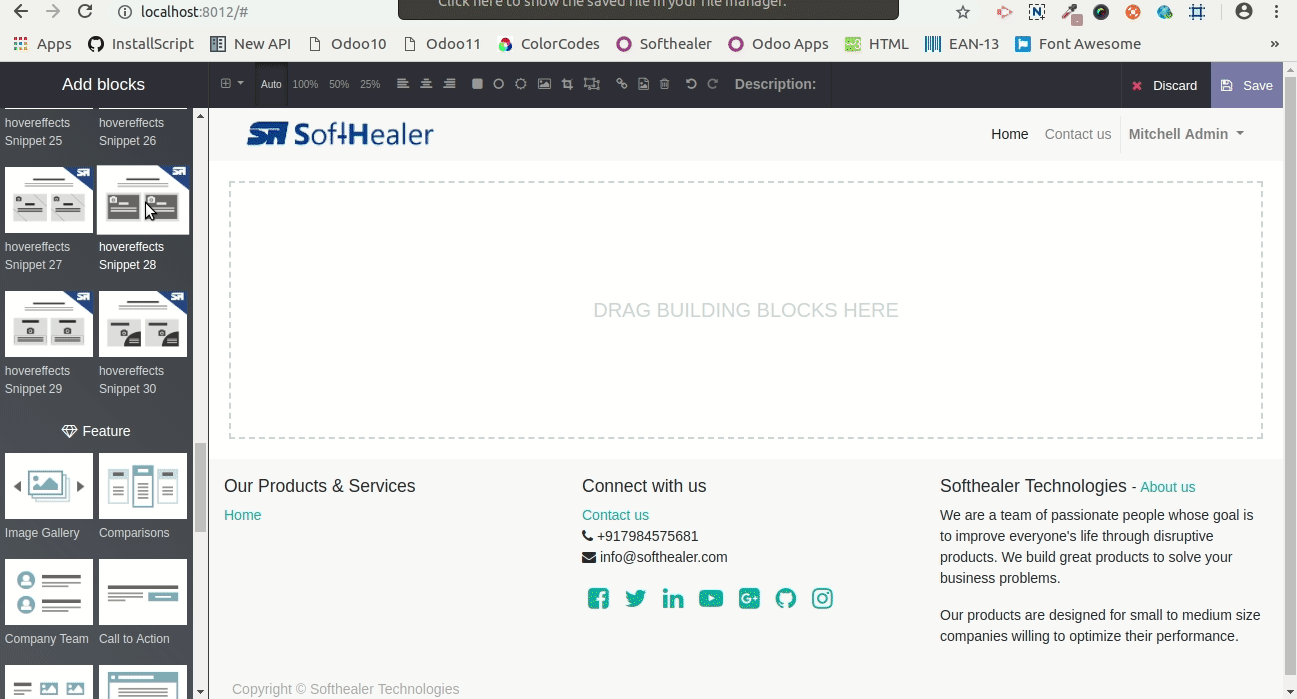 localhost:8012/#
Click here to show the saved file in your file manager.
Apps InstallScript New API Odoo10 Odoo11 ColorCodes Softhealer Odoo Apps HTML EAN-13 Font Awesome »
Add blocks
Auto 100% 50% 25% Description: Discard Save
hovereffects Snippet 25
hovereffects Snippet 26
hovereffects Snippet 27
hovereffects Snippet 28
hovereffects Snippet 29
hovereffects Snippet 30
Feature
Image Gallery Comparisons
Company Team Call to Action
SoftHealer
Home Contact us Mitchell Admin
DRAG BUILDING BLOCKS HERE
Our Products & Services
Home
Connect with us
Contact us
+917984575681
info@softhealer.com
Softhealer Technologies - About us
We are a team of passionate people whose goal is
to improve everyone's life through disruptive
products. We build great products to solve your
business problems.
Our products are designed for small to medium size
companies willing to optimize their performance.
Copyright © Softhealer Technologies